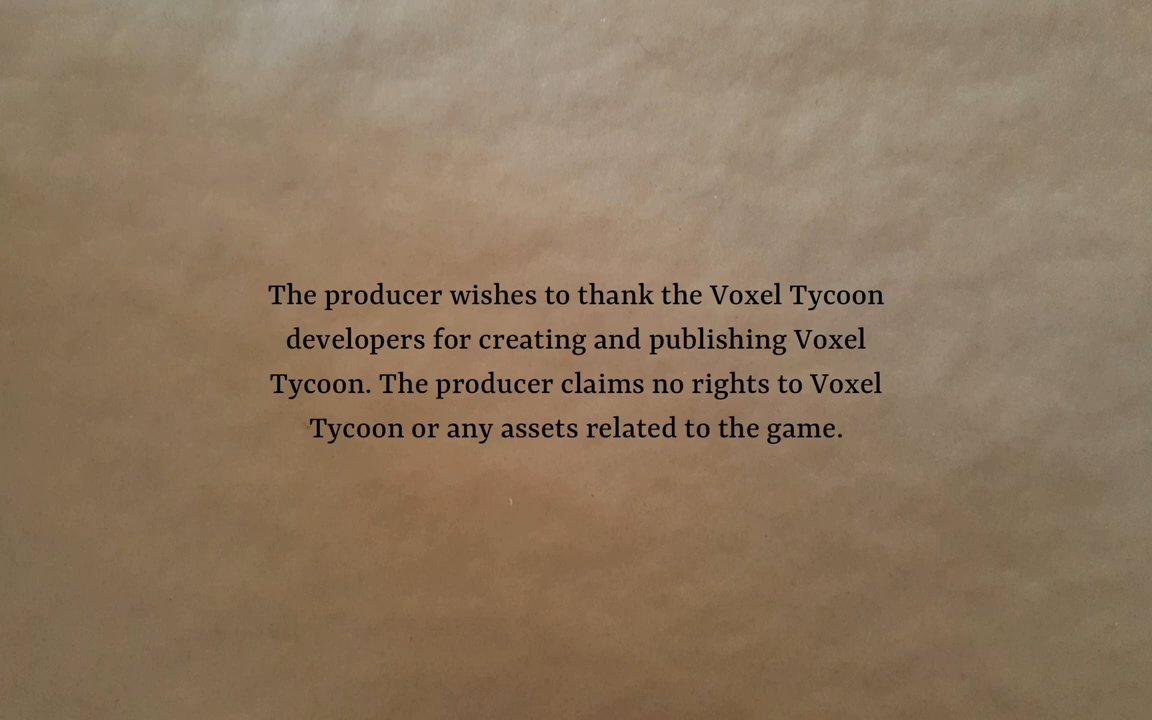 The producer wishes to thank the Voxel Tycoon
developers for creating and publishing Voxel
Tycoon. The producer claims no rights to Voxel
Tycoon or any assets related to the game.